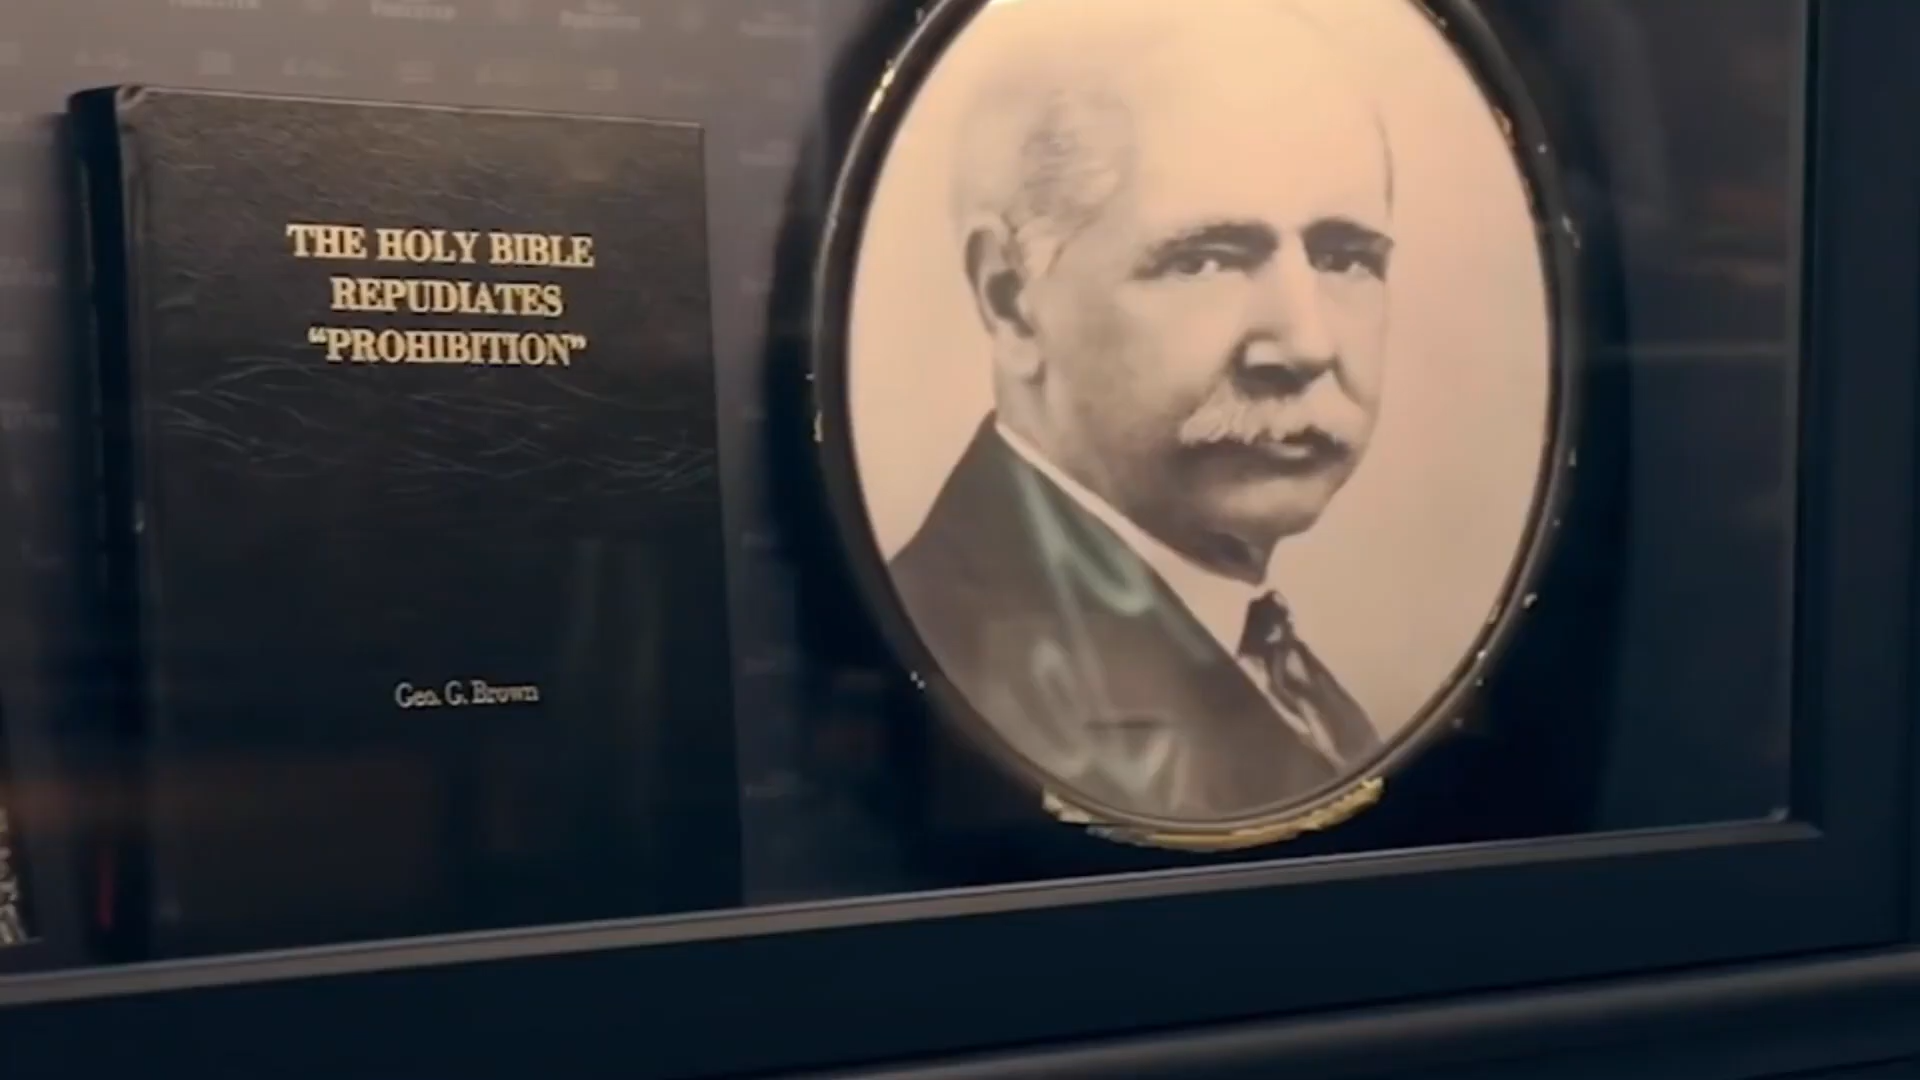 THE HOLY BIBLE
REPUDIATES
“PROHIBITION”
Geo. G. Brown